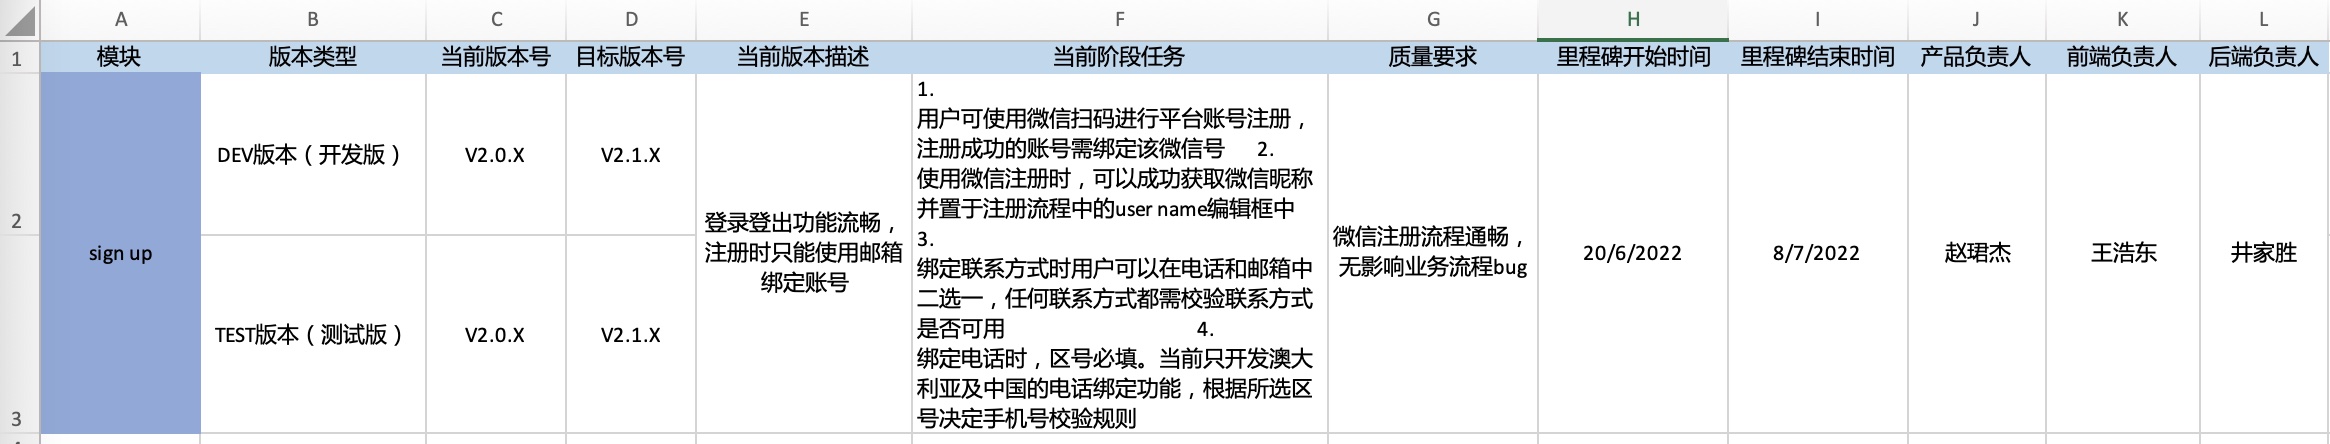 A B C D E F G H I J K L
1 模块 版本类型 当前版本号 目标版本号 当前版本描述 当前阶段任务 质量要求 里程碑开始时间 里程碑结束时间 产品负责人 前端负责人 后端负责人
2
3
sign up
DEV版本（开发版） V2.0.X V2.1.X
TEST版本（测试版） V2.0.X V2.1.X
登录登出功能流畅，
注册时只能使用邮箱
绑定账号
1.
用户可使用微信扫码进行平台账号注册，
注册成功的账号需绑定该微信号 2.
使用微信注册时，可以成功获取微信昵称
并置于注册流程中的user name编辑框中
3.
绑定联系方式时用户可以在电话和邮箱中
二选一，任何联系方式都需校验联系方式
是否可用 4.
绑定电话时，区号必填。当前只开发澳大
利亚及中国的电话绑定功能，根据所选区
号决定手机号校验规则
微信注册流程通畅，
无影响业务流程bug
20/6/2022
8/7/2022
赵珺杰
王浩东
井家胜